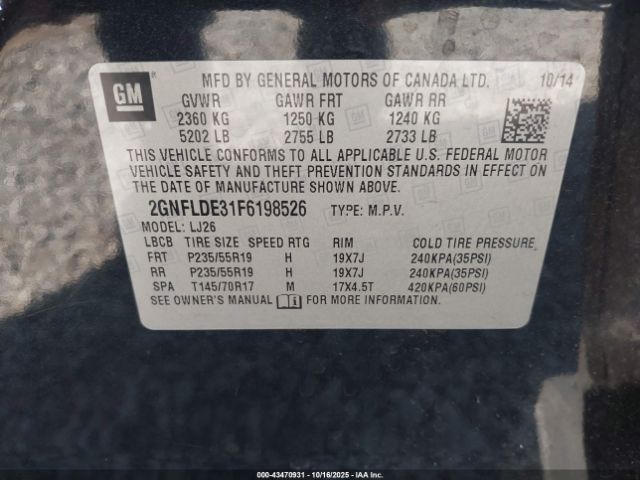 GM MFD BY GENERAL MOTORS OF CANADA LTD. 10/14
GVWR GAWR FRT GAWR RR
2360 KG 1250 KG 1240 KG
5202 LB 2755 LB 2733 LB
THIS VEHICLE CONFORMS TO ALL APPLICABLE U.S. FEDERAL MOTOR
VEHICLE SAFETY AND THEFT PREVENTION STANDARDS IN EFFECT ON
THE DATE OF MANUFACTURE SHOWN ABOVE.
2GNFLDE31F6198526 TYPE: M.P.V.
MODEL: LJ26
LBCB TIRE SIZE SPEED RTG RIM COLD TIRE PRESSURE
FRT P235/55R19 H 19X7J 240KPA(35PSI)
RR P235/55R19 H 19X7J 240KPA(35PSI)
SPA T145/70R17 M 17X4.5T 420KPA(60PSI)
SEE OWNER'S MANUAL FOR MORE INFORMATION.
000-43470931 - 10/16/2025 - IAA Inc.